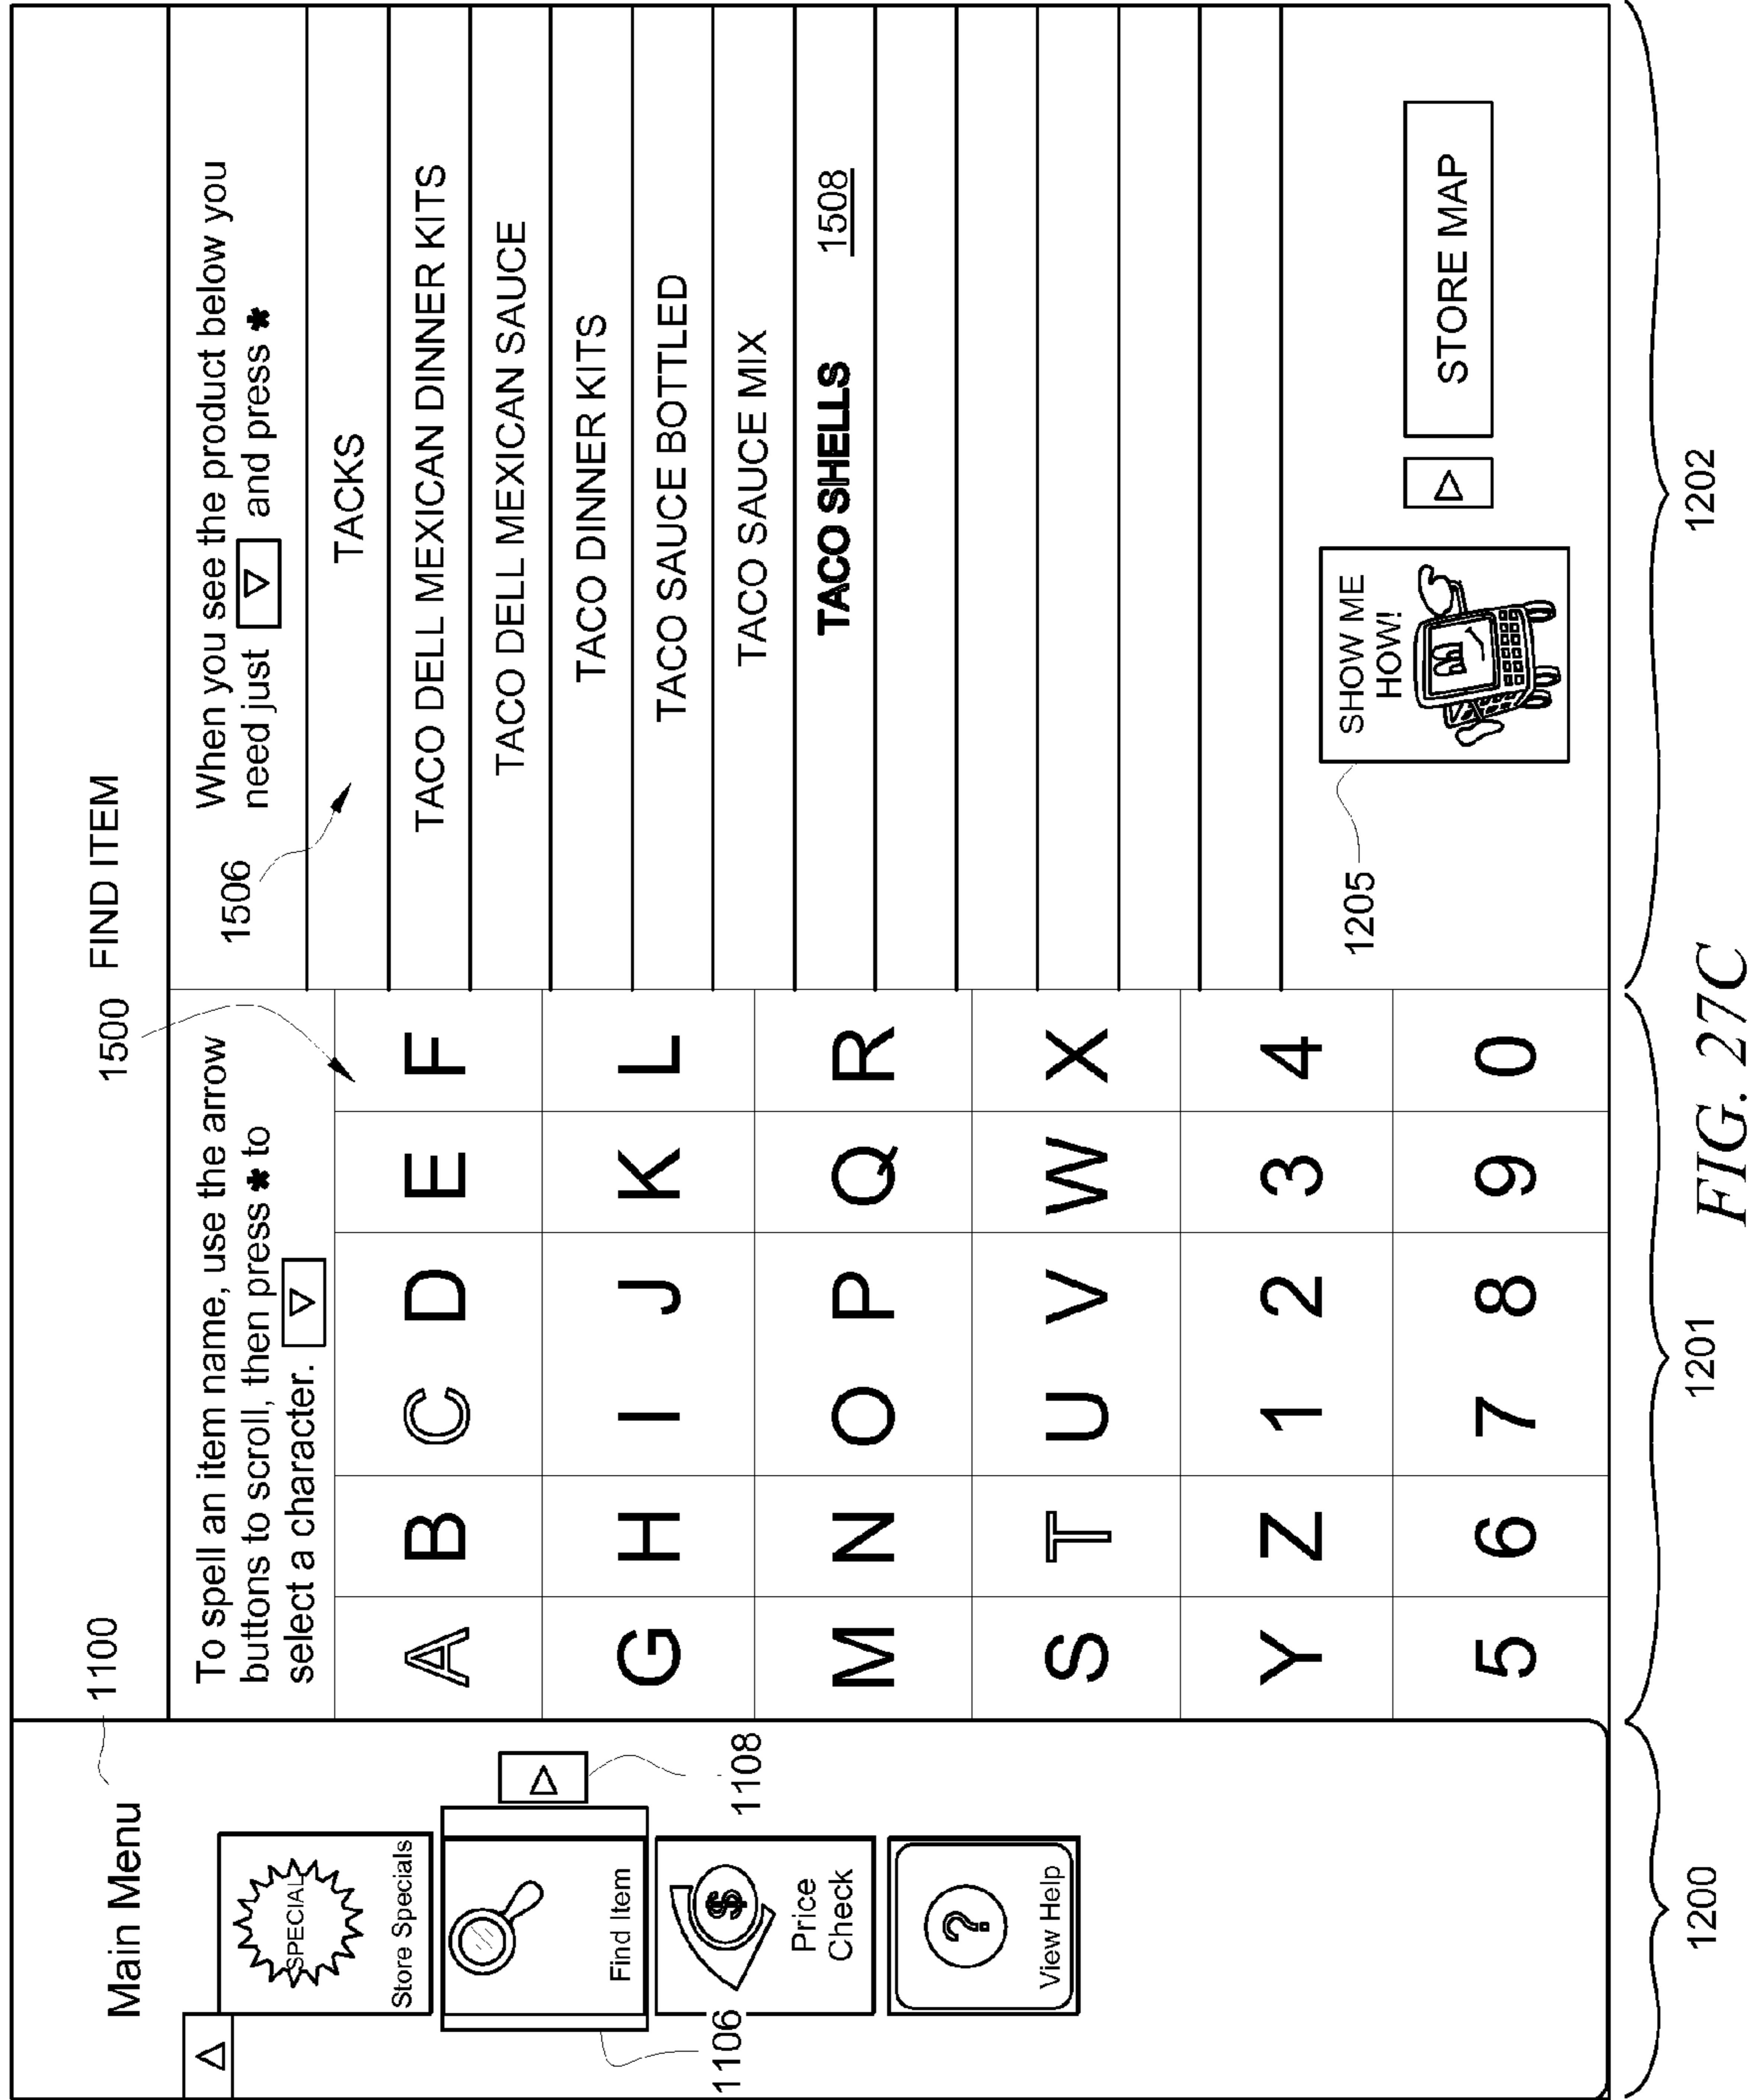 Main Menu
1100
1500
FIND ITEM
SPECIAL
Store Specials
Find Item
1108
1106
Price
Check
$
?
View Help
To spell an item name, use the arrow
buttons to scroll, then press * to
select a character.
A B C D E F
G H I J K L
M N O P Q R
S T U V W X
Y Z 1 2 3 4
5 6 7 8 9 0
1506
When you see the product below you
need just and press *
TACKS
TACO DELL MEXICAN DINNER KITS
TACO DELL MEXICAN SAUCE
TACO DINNER KITS
TACO SAUCE BOTTLED
TACO SAUCE MIX
TACO SHELLS 1508
1205
SHOW ME
HOW!
STORE MAP
1200
1201
1202
FIG. 27C